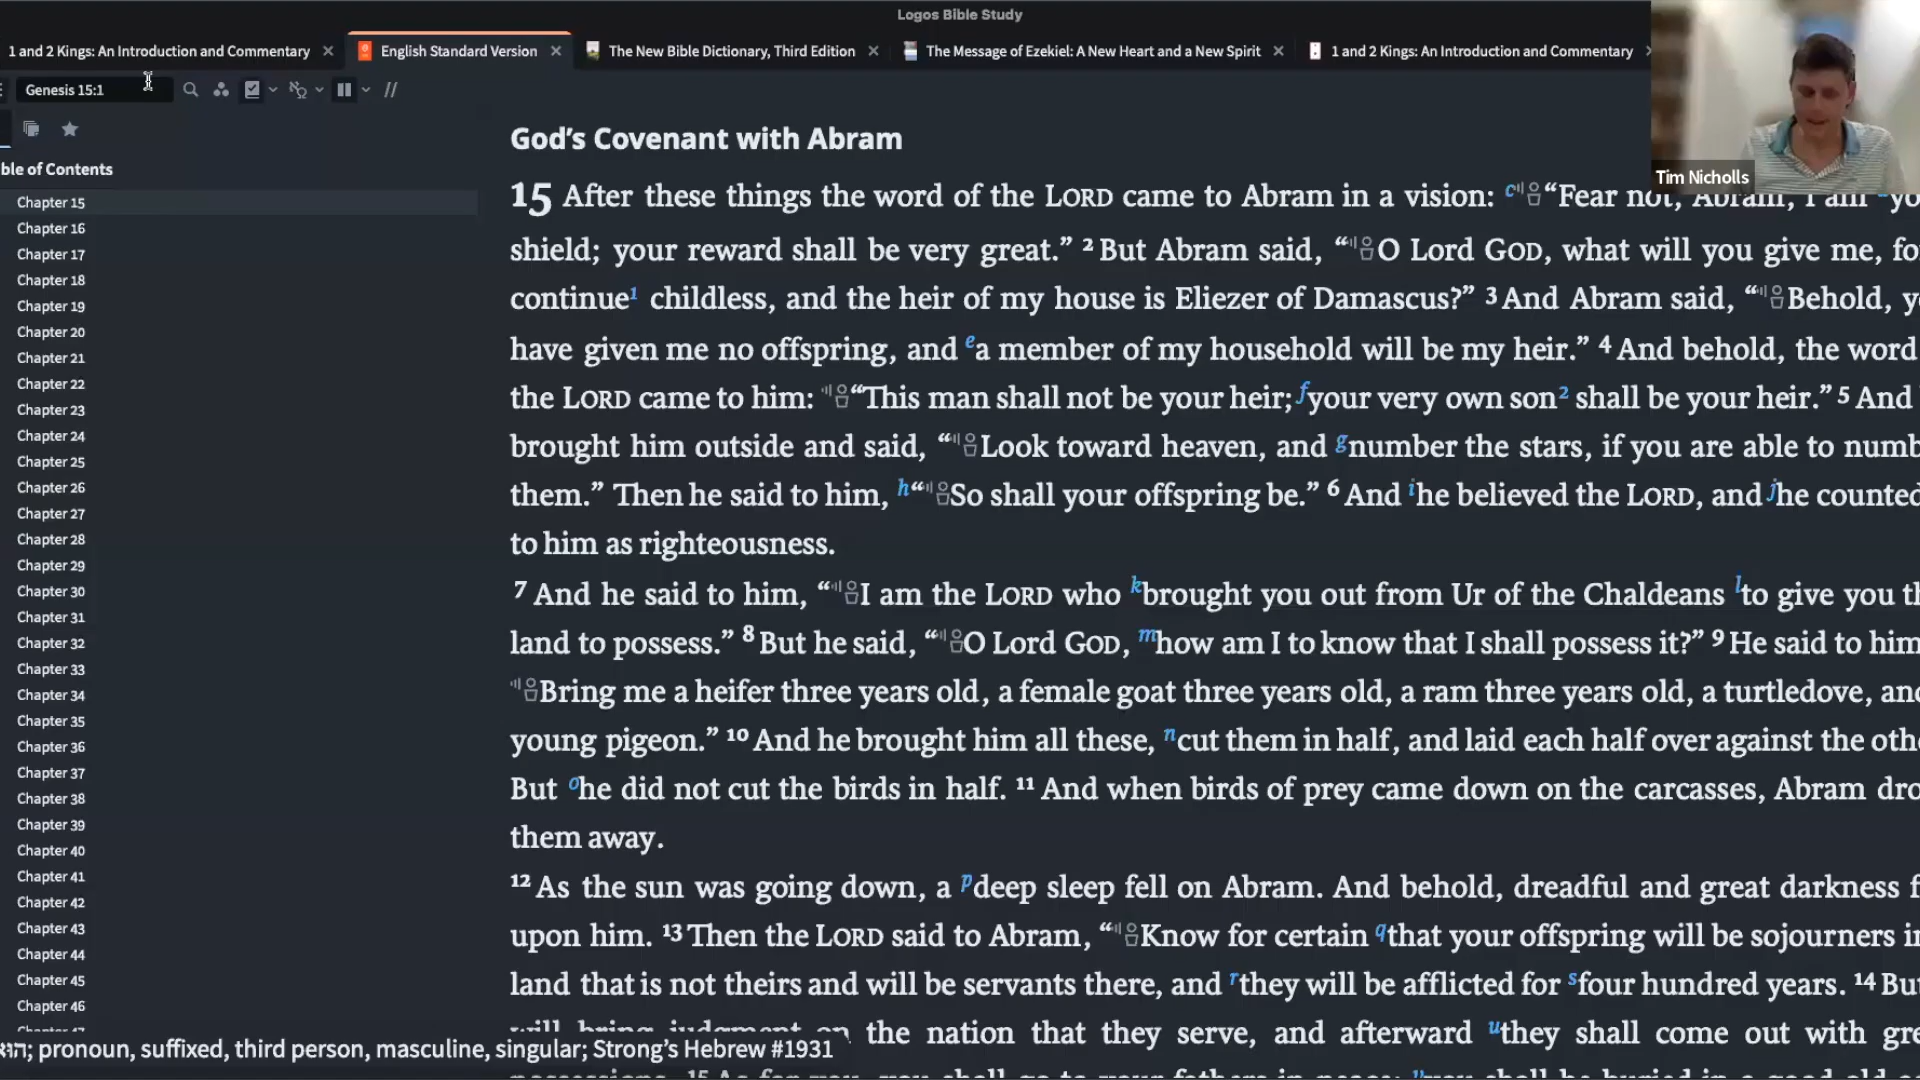 Logos Bible Study
1 and 2 Kings: An Introduction and Commentary English Standard Version The New Bible Dictionary, Third Edition The Message of Ezekiel: A New Heart and a New Spirit 1 and 2 Kings: An Introduction and Commentary
Genesis 15:1
ble of Contents
Chapter 15
Chapter 16
Chapter 17
Chapter 18
Chapter 19
Chapter 20
Chapter 21
Chapter 22
Chapter 23
Chapter 24
Chapter 25
Chapter 26
Chapter 27
Chapter 28
Chapter 29
Chapter 30
Chapter 31
Chapter 32
Chapter 33
Chapter 34
Chapter 35
Chapter 36
Chapter 37
Chapter 38
Chapter 39
Chapter 40
Chapter 41
Chapter 42
Chapter 43
Chapter 44
Chapter 45
Chapter 46
God's Covenant with Abram
15 After these things the word of the LORD came to Abram in a vision: c “Fear not, Abram, I am yo
shield; your reward shall be very great.” 2 But Abram said, “O Lord GOD, what will you give me, fo
continue1 childless, and the heir of my house is Eliezer of Damascus?” 3 And Abram said, “Behold, y
have given me no offspring, and e a member of my household will be my heir.” 4 And behold, the word
the LORD came to him: “This man shall not be your heir; f your very own son2 shall be your heir.” 5 And
brought him outside and said, “Look toward heaven, and g number the stars, if you are able to numb
them.” Then he said to him, h “So shall your offspring be.” 6 And i he believed the LORD, and j he counted
to him as righteousness.
7 And he said to him, “I am the LORD who k brought you out from Ur of the Chaldeans l to give you th
land to possess.” 8 But he said, “O Lord GOD, m how am I to know that I shall possess it?” 9 He said to him
Bring me a heifer three years old, a female goat three years old, a ram three years old, a turtledove, and
young pigeon.” 10 And he brought him all these, n cut them in half, and laid each half over against the othe
But o he did not cut the birds in half. 11 And when birds of prey came down on the carcasses, Abram dro
them away.
12 As the sun was going down, a p deep sleep fell on Abram. And behold, dreadful and great darkness f
upon him. 13 Then the LORD said to Abram, “Know for certain q that your offspring will be sojourners in
land that is not theirs and will be servants there, and r they will be afflicted for s four hundred years. 14 But
will bring judgment on the nation that they serve, and afterward u they shall come out with gre
הוּא; pronoun, suffixed, third person, masculine, singular; Strong's Hebrew #1931
Tim Nicholls